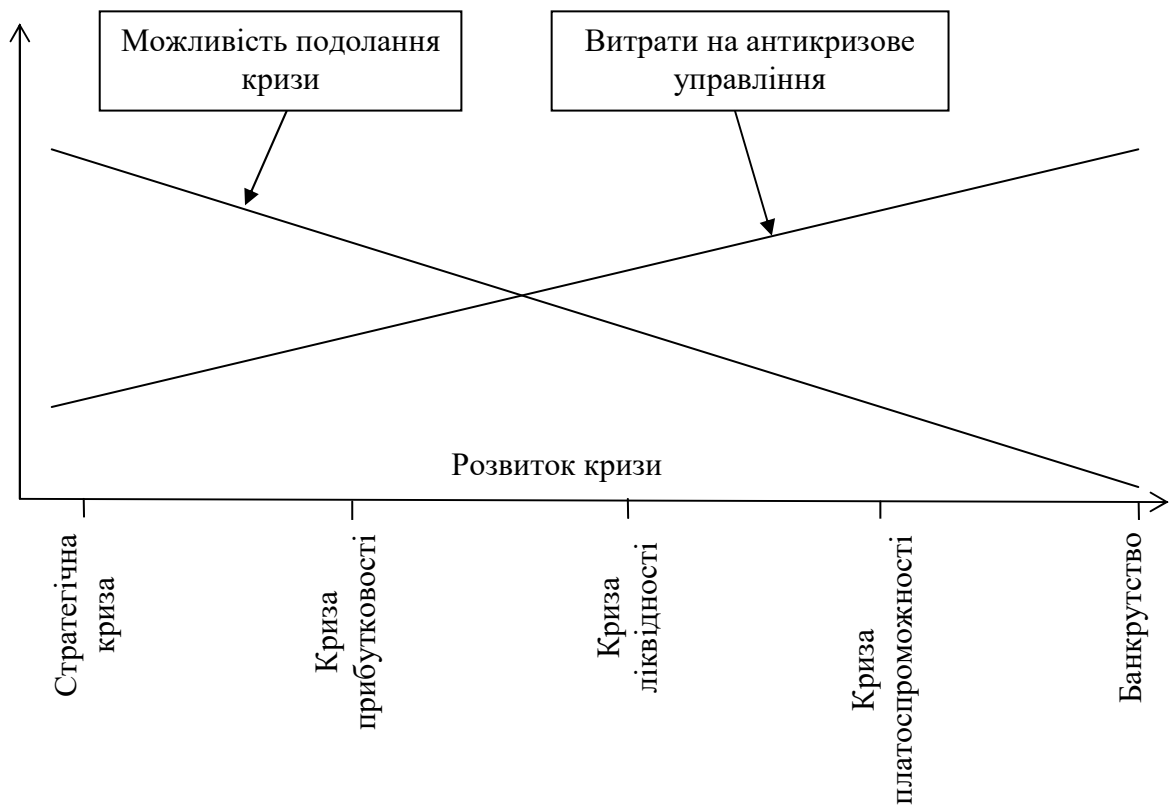 Можливість подолання
кризи
Витрати на антикризове
управління
Розвиток кризи
Стратегічна
криза
Криза
прибутковості
Криза
ліквідності
Криза
платоспроможності
Банкрутство